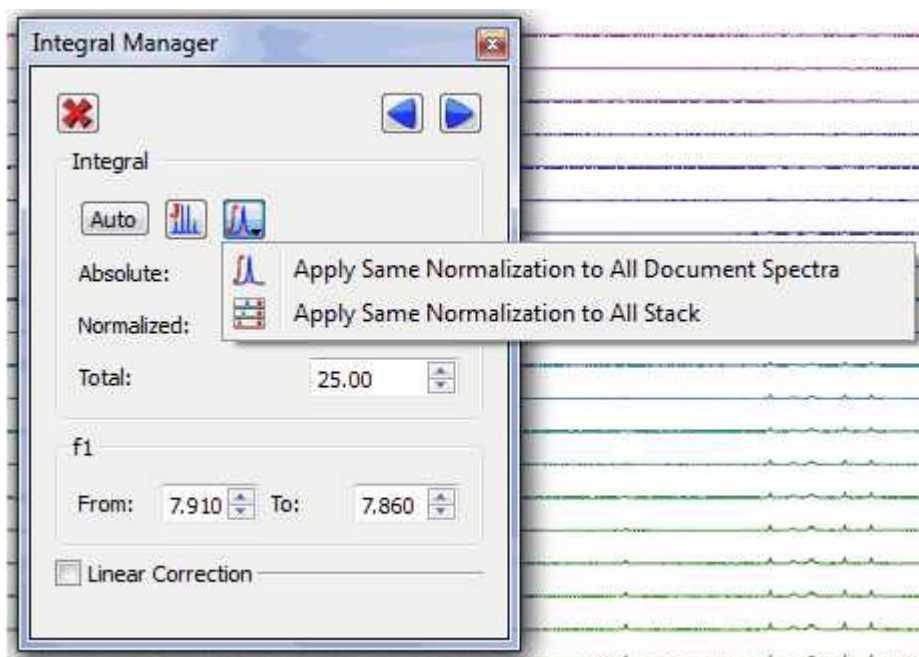 Integral Manager
Integral
Auto
Apply Same Normalization to All Document Spectra
Absolute:
Apply Same Normalization to All Stack
Normalized:
Total: 25.00
f1
From: 7.910 To: 7.860
Linear Correction